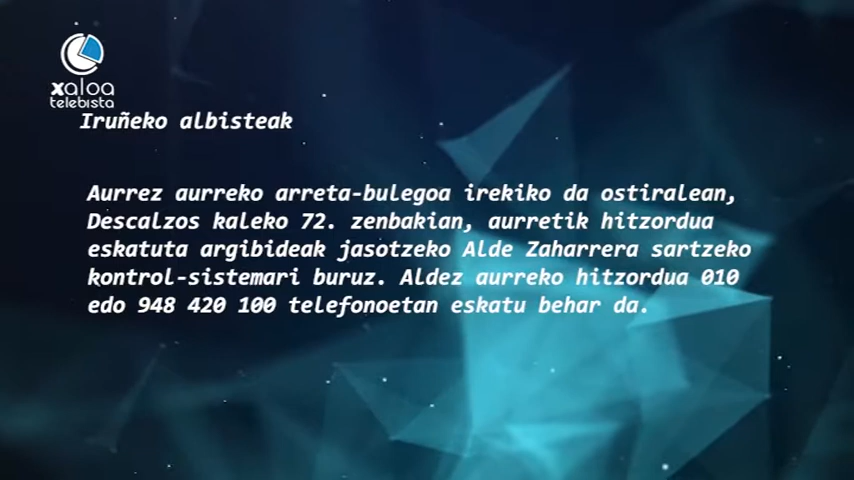 xaloa
telebista
Iruñeko albisteak
Aurrez aurreko arreta-bulegoa irekiko da ostiralean,
Descalzos kaleko 72. zenbakian, aurretik hitzordua
eskatuta argibideak jasotzeko Alde Zaharrera sartzeko
kontrol-sistemari buruz. Aldez aurreko hitzordua 010
edo 948 420 100 telefonoetan eskatu behar da.